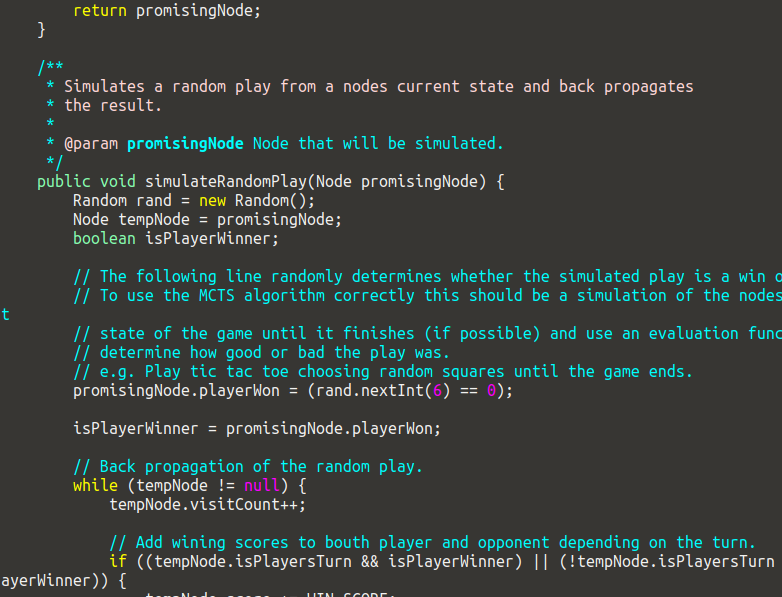 return promisingNode;
}
/**
* Simulates a random play from a nodes current state and back propagates
* the result.
*
* @param promisingNode Node that will be simulated.
*/
public void simulateRandomPlay(Node promisingNode) {
Random rand = new Random();
Node tempNode = promisingNode;
boolean isPlayerWinner;
// The following line randomly determines whether the simulated play is a win o
// To use the MCTS algorithm correctly this should be a simulation of the nodes
t
// state of the game until it finishes (if possible) and use an evaluation func
// determine how good or bad the play was.
// e.g. Play tic tac toe choosing random squares until the game ends.
promisingNode.playerWon = (rand.nextInt(6) == 0);
isPlayerWinner = promisingNode.playerWon;
// Back propagation of the random play.
while (tempNode != null) {
tempNode.visitCount++;
// Add wining scores to bouth player and opponent depending on the turn.
if ((tempNode.isPlayersTurn && isPlayerWinner) || (!tempNode.isPlayersTurn
ayerWinner)) {
tempNode.score += WIN_SCORE;